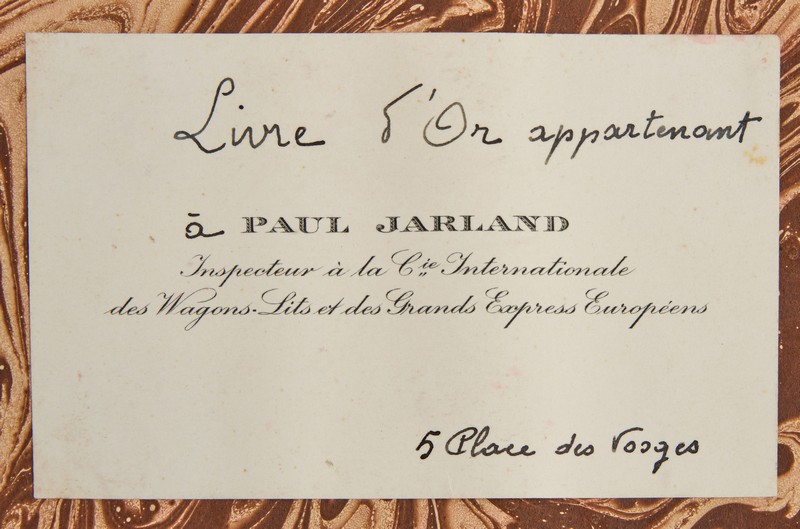 Livre d'Or appartenant
à PAUL JARLAND
Inspecteur à la Cie Internationale
des Wagons-Lits et des Grands Express Européens
5 Place des Vosges